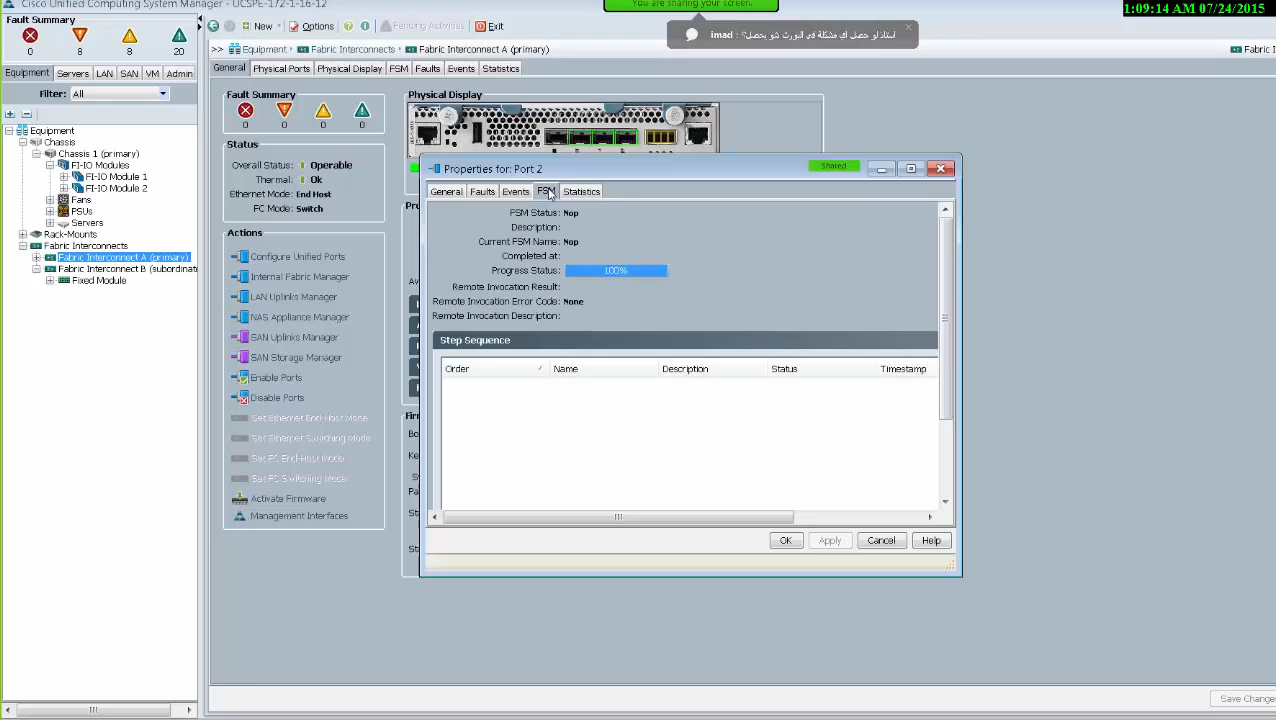 Cisco Unified Computing System Manager - UCSPE-172-1-16-12
You are sharing your screen.
1:09:14 AM 07/24/2015
imad : استاذ لو حصل اي مشكلة في البورت شو بيحصل؟
Fault Summary
0 8 8 20
New Options Pending Activities Exit
>> Equipment Fabric Interconnects Fabric Interconnect A (primary)
Fabric I
Equipment Servers LAN SAN VM Admin
Filter: All
Equipment
Chassis
Chassis 1 (primary)
FI-IO Modules
FI-IO Module 1
FI-IO Module 2
Fans
PSUs
Servers
Rack-Mounts
Fabric Interconnects
Fabric Interconnect A (primary)
Fabric Interconnect B (subordinat
Fixed Module
General Physical Ports Physical Display FSM Faults Events Statistics
Fault Summary
0 0 0 0
Status
Overall Status: Operable
Thermal: Ok
Ethernet Mode: End Host
FC Mode: Switch
Actions
Configure Unified Ports
Internal Fabric Manager
LAN Uplinks Manager
NAS Appliance Manager
SAN Uplinks Manager
SAN Storage Manager
Enable Ports
Disable Ports
Set Ethernet End-Host Mode
Set Ethernet Switching Mode
Set FC End-Host Mode
Set FC Switching Mode
Activate Firmware
Management Interfaces
Physical Display
Properties for: Port 2
Shared
General Faults Events FSM Statistics
FSM Status: Nop
Description:
Current FSM Name: Nop
Completed at:
Progress Status: 100%
Remote Invocation Result:
Remote Invocation Error Code: None
Remote Invocation Description:
Step Sequence
Order Name Description Status Timestamp
OK Apply Cancel Help
Save Change